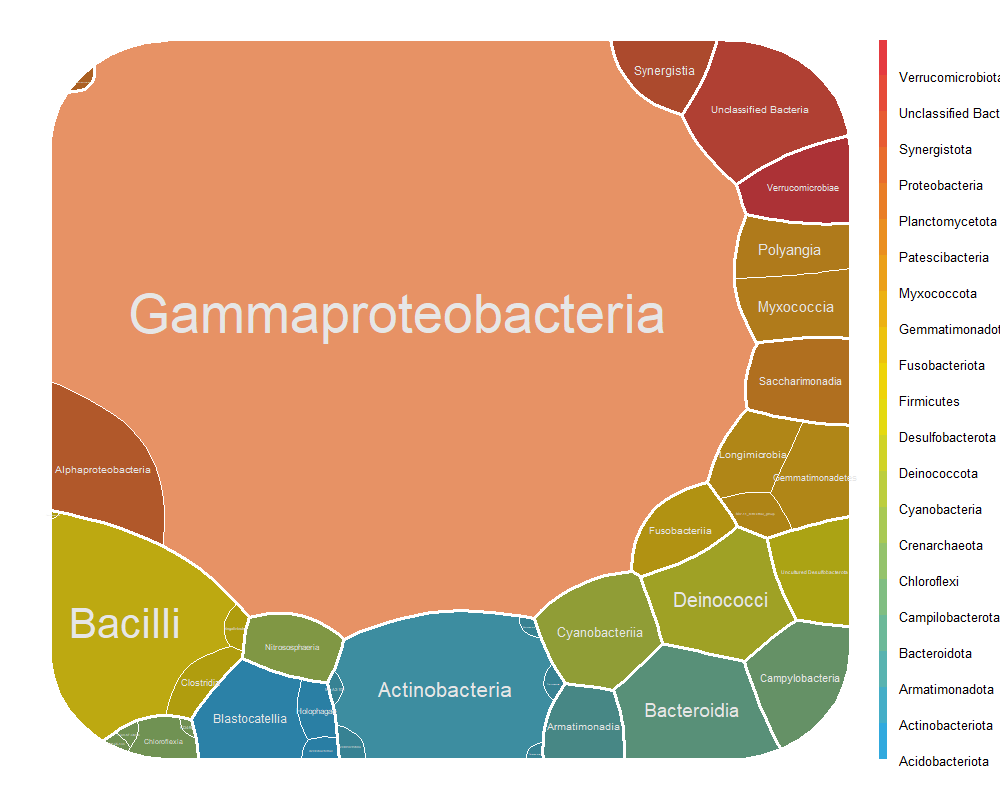 Synergistia
Unclassified Bacteria
Verrucomicrobiae
Polyangia
Gammaproteobacteria
Myxococcia
Saccharimonadia
Longimicrobia
Alphaproteobacteria
Gemmatimonadetes
Fusobacteriia
Uncultured Desulfobacterota
Deinococci
Bacilli
Cyanobacteriia
Nitrososphaeria
Campylobacteria
Clostridia
Actinobacteria
Holophagae
Bacteroidia
Blastocatellia
Armatimonadia
Chloroflexia
Verrucomicrobiota
Unclassified Bact
Synergistota
Proteobacteria
Planctomycetota
Patescibacteria
Myxococcota
Gemmatimonadot
Fusobacteriota
Firmicutes
Desulfobacterota
Deinococcota
Cyanobacteria
Crenarchaeota
Chloroflexi
Campilobacterota
Bacteroidota
Armatimonadota
Actinobacteriota
Acidobacteriota